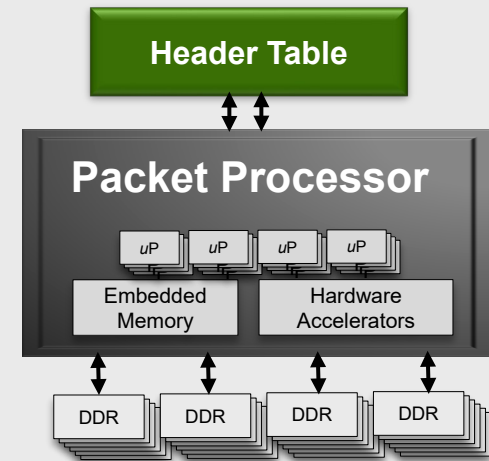 Header Table
Packet Processor
uP uP uP uP
Embedded
Memory
Hardware
Accelerators
DDR DDR DDR DDR